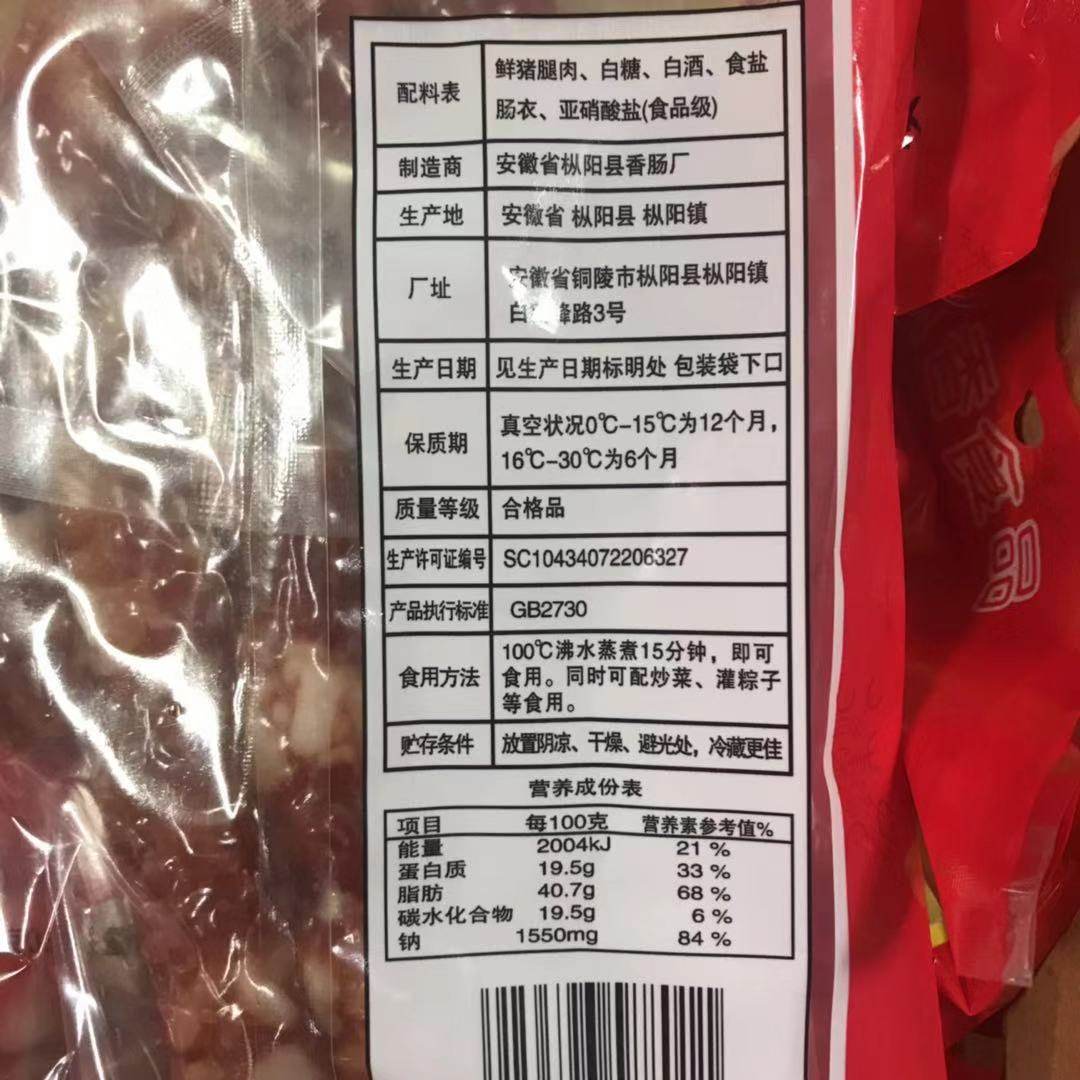 配料表
鲜猪腿肉、白糖、白酒、食盐
肠衣、亚硝酸盐(食品级)
制造商
安徽省枞阳县香肠厂
生产地
安徽省 枞阳县 枞阳镇
厂址
安徽省铜陵市枞阳县枞阳镇
白 峰路3号
生产日期
见生产日期标明处 包装袋下口
保质期
真空状况0℃-15℃为12个月，
16℃-30℃为6个月
质量等级
合格品
生产许可证编号
SC10434072206327
产品执行标准
GB2730
食用方法
100℃沸水蒸煮15分钟，即可
食用。同时可配炒菜、灌粽子
等食用。
贮存条件
放置阴凉、干燥、避光处，冷藏更佳
营养成份表
项目 每100克 营养素参考值%
能量 2004kJ 21 %
蛋白质 19.5g 33 %
脂肪 40.7g 68 %
碳水化合物 19.5g 6 %
钠 1550mg 84 %
食品